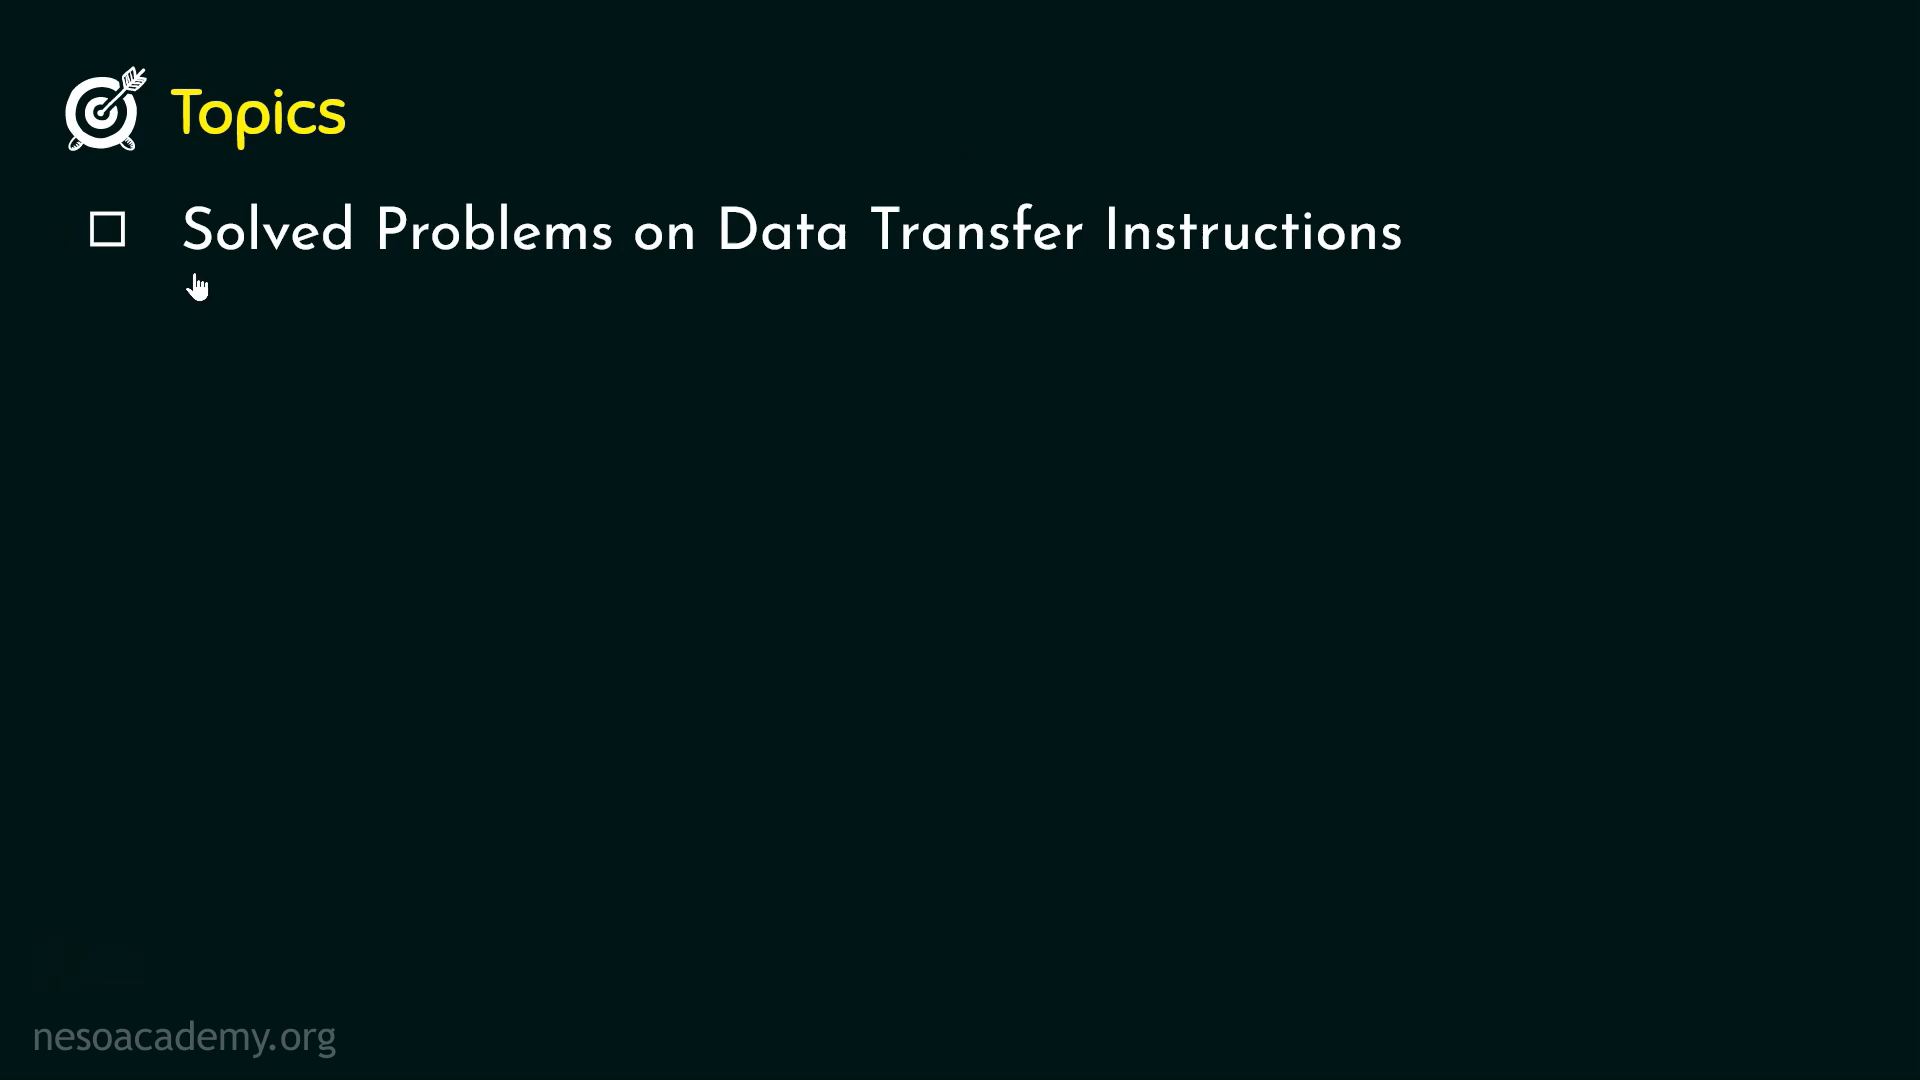 Topics
Solved Problems on Data Transfer Instructions
nesoacademy.org